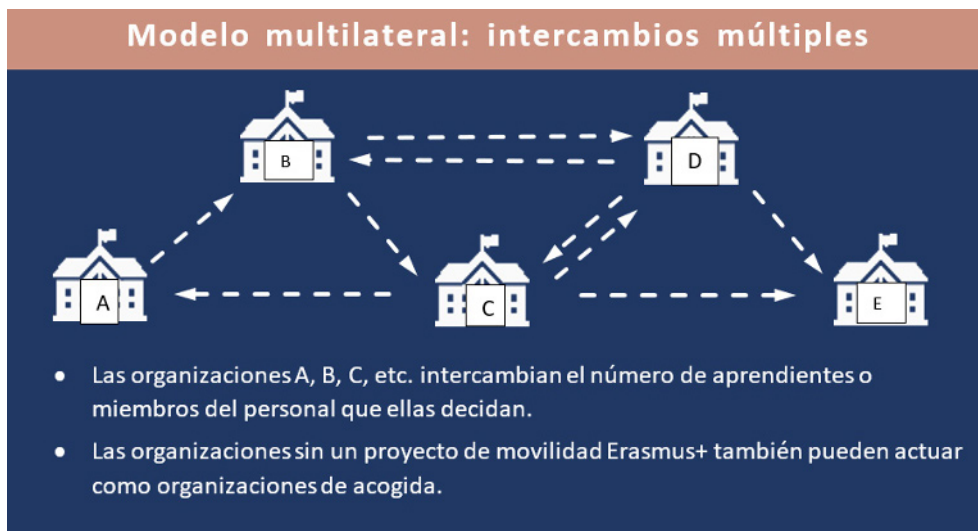 Modelo multilateral: intercambios múltiples
B
D
A
C
E
• Las organizaciones A, B, C, etc. intercambian el número de aprendientes o
miembros del personal que ellas decidan.
• Las organizaciones sin un proyecto de movilidad Erasmus+ también pueden actuar
como organizaciones de acogida.